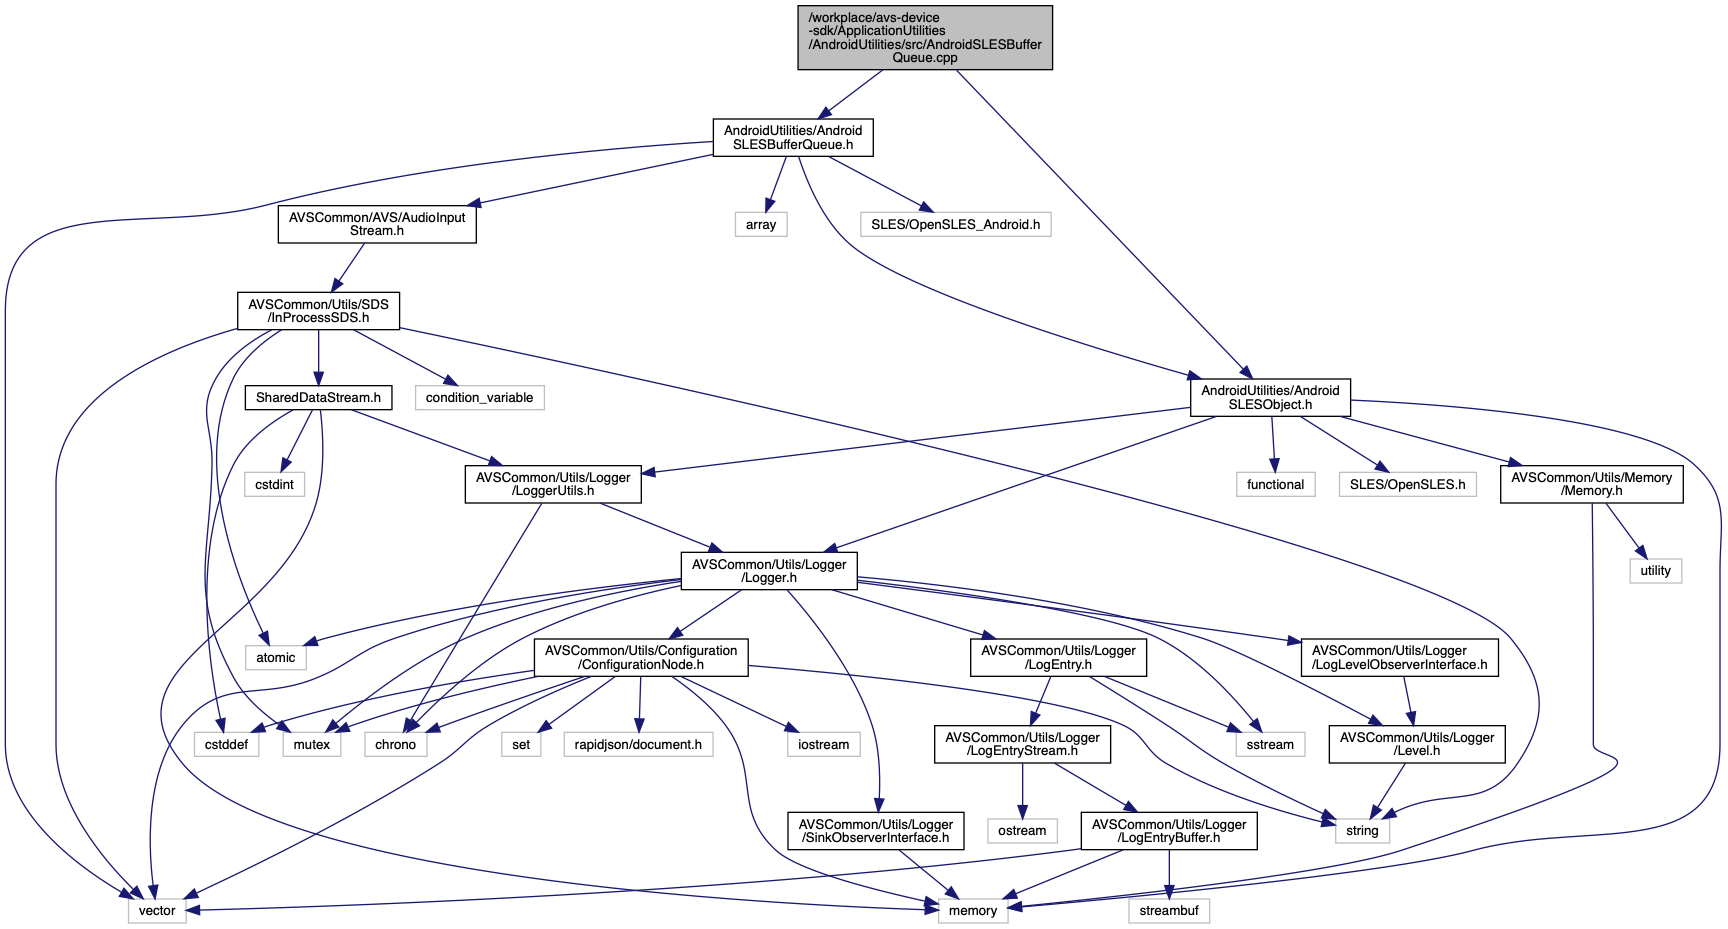 /workplace/avs-device
-sdk/ApplicationUtilities
/AndroidUtilities/src/AndroidSLESBuffer
Queue.cpp
AndroidUtilities/Android
SLESBufferQueue.h
AVSCommon/AVS/AudioInput
Stream.h
array
SLES/OpenSLES_Android.h
AVSCommon/Utils/SDS
/InProcessSDS.h
SharedDataStream.h
condition_variable
AndroidUtilities/Android
SLESObject.h
cstdint
AVSCommon/Utils/Logger
/LoggerUtils.h
functional
SLES/OpenSLES.h
AVSCommon/Utils/Memory
/Memory.h
AVSCommon/Utils/Logger
/Logger.h
utility
atomic
AVSCommon/Utils/Configuration
/ConfigurationNode.h
AVSCommon/Utils/Logger
/LogEntry.h
AVSCommon/Utils/Logger
/LogLevelObserverInterface.h
cstddef
mutex
chrono
set
rapidjson/document.h
iostream
AVSCommon/Utils/Logger
/LogEntryStream.h
sstream
AVSCommon/Utils/Logger
/Level.h
AVSCommon/Utils/Logger
/SinkObserverInterface.h
ostream
AVSCommon/Utils/Logger
/LogEntryBuffer.h
string
vector
memory
streambuf